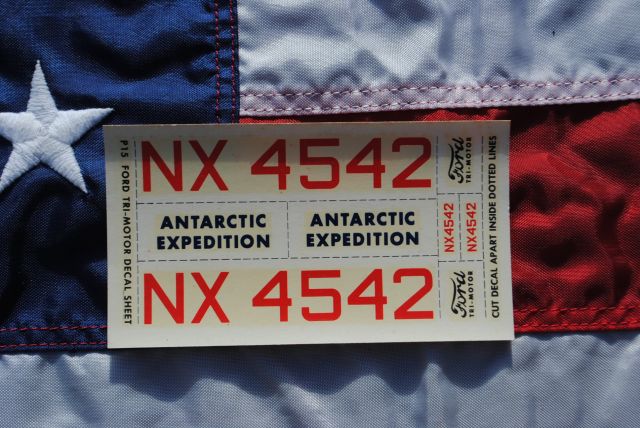 P15 FORD TRI-MOTOR DECAL SHEET
NX 4542
ANTARCTIC
EXPEDITION
ANTARCTIC
EXPEDITION
NX 4542
Ford
TRI-MOTOR
NX4542
NX4542
Ford
TRI-MOTOR
CUT DECAL APART INSIDE DOTTED LINES